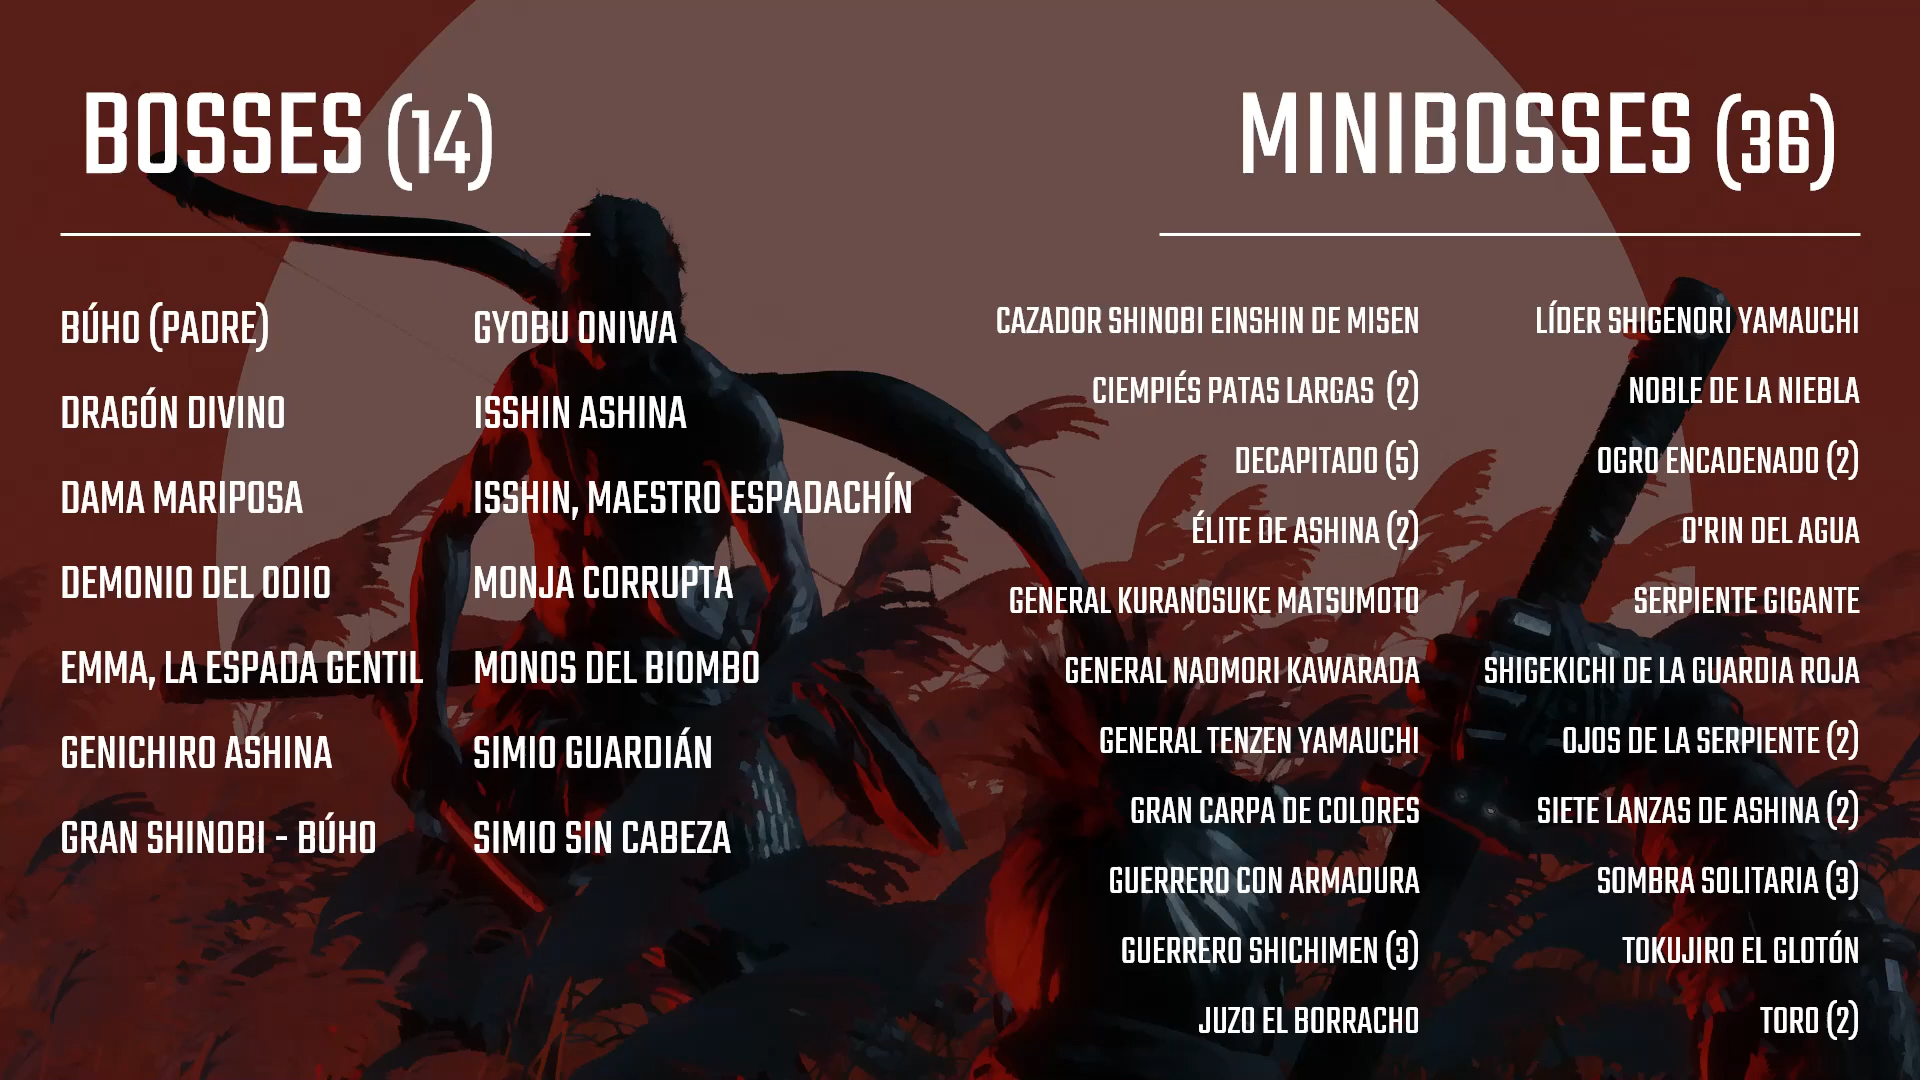 BOSSES (14)
BÚHO (PADRE)
DRAGÓN DIVINO
DAMA MARIPOSA
DEMONIO DEL ODIO
EMMA, LA ESPADA GENTIL
GENICHIRO ASHINA
GRAN SHINOBI - BÚHO
GYOBU ONIWA
ISSHIN ASHINA
ISSHIN, MAESTRO ESPADACHÍN
MONJA CORRUPTA
MONOS DEL BIOMBO
SIMIO GUARDIÁN
SIMIO SIN CABEZA
MINIBOSSES (36)
CAZADOR SHINOBI EINSHIN DE MISEN
CIEMPIÉS PATAS LARGAS (2)
DECAPITADO (5)
ÉLITE DE ASHINA (2)
GENERAL KURANOSUKE MATSUMOTO
GENERAL NAOMORI KAWARADA
GENERAL TENZEN YAMAUCHI
GRAN CARPA DE COLORES
GUERRERO CON ARMADURA
GUERRERO SHICHIMEN (3)
JUZO EL BORRACHO
LÍDER SHIGENORI YAMAUCHI
NOBLE DE LA NIEBLA
OGRO ENCADENADO (2)
O'RIN DEL AGUA
SERPIENTE GIGANTE
SHIGEKICHI DE LA GUARDIA ROJA
OJOS DE LA SERPIENTE (2)
SIETE LANZAS DE ASHINA (2)
SOMBRA SOLITARIA (3)
TOKUJIRO EL GLOTÓN
TORO (2)